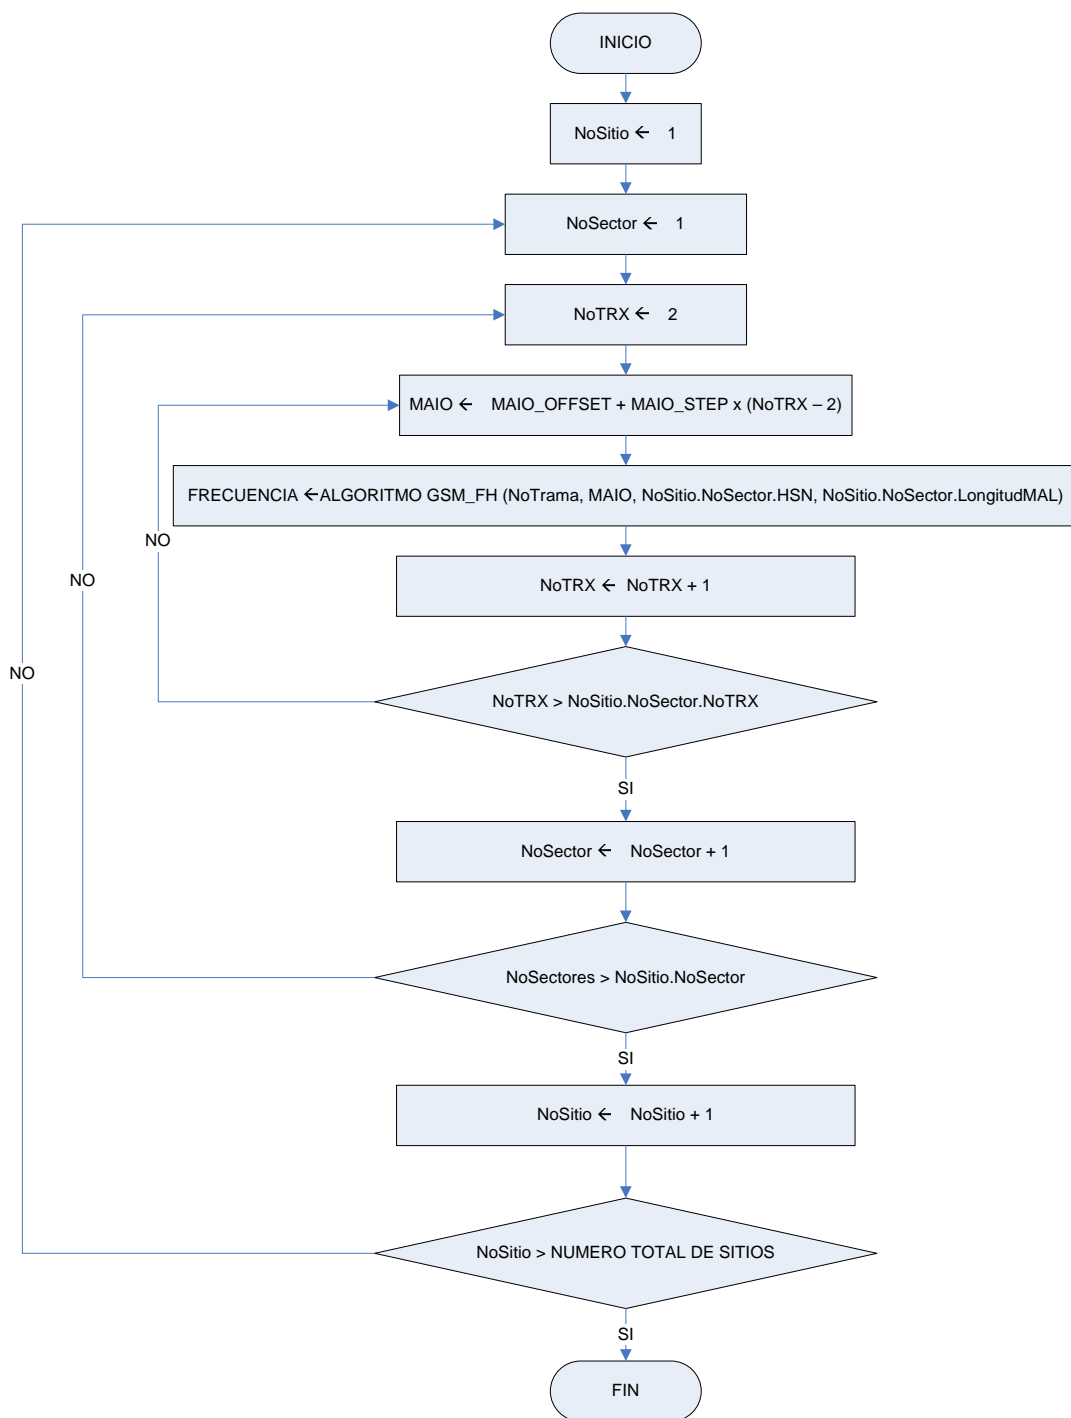 INICIO
NoSitio ← 1
NoSector ← 1
NoTRX ← 2
MAIO ← MAIO_OFFSET + MAIO_STEP x (NoTRX – 2)
FRECUENCIA ←ALGORITMO GSM_FH (NoTrama, MAIO, NoSitio.NoSector.HSN, NoSitio.NoSector.LongitudMAL)
NO
NoTRX ← NoTRX + 1
NO
NO
NoTRX > NoSitio.NoSector.NoTRX
SI
NoSector ← NoSector + 1
NoSectores > NoSitio.NoSector
SI
NoSitio ← NoSitio + 1
NoSitio > NUMERO TOTAL DE SITIOS
SI
FIN